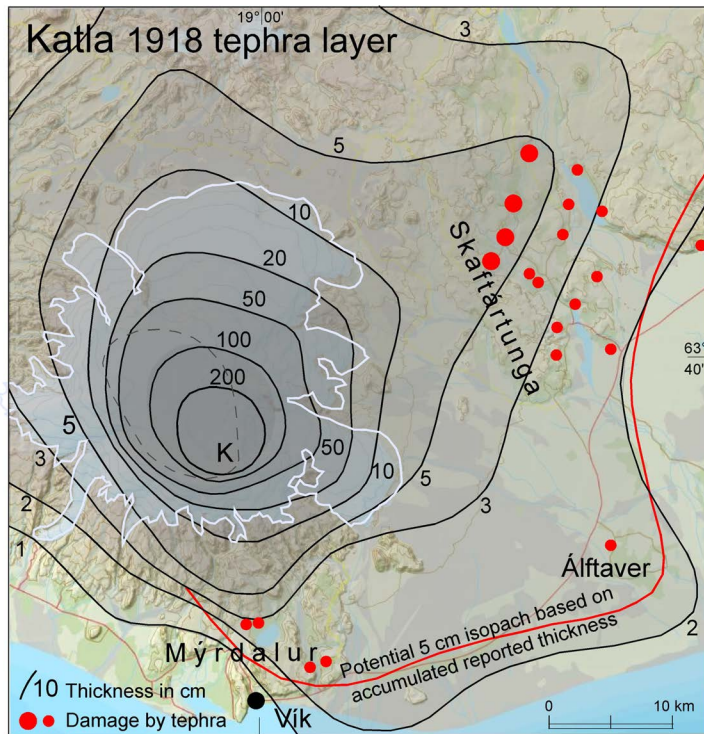 19°00'
Katla 1918 tephra layer
3
5
10
20
50
100
200
K
50
10
5
3
5
3
2
1
Skaftártunga
63°
40'
Álftaver
2
Potential 5 cm isopach based on
accumulated reported thickness
Mýrdalur
/10 Thickness in cm
Damage by tephra
Vík
0 10 km